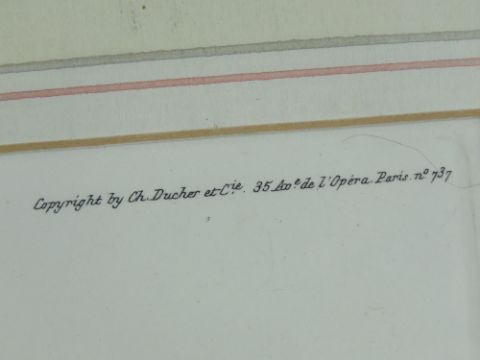 Copyright by Ch. Ducher et Cie. 35 Ave de l'Opéra Paris. no 737